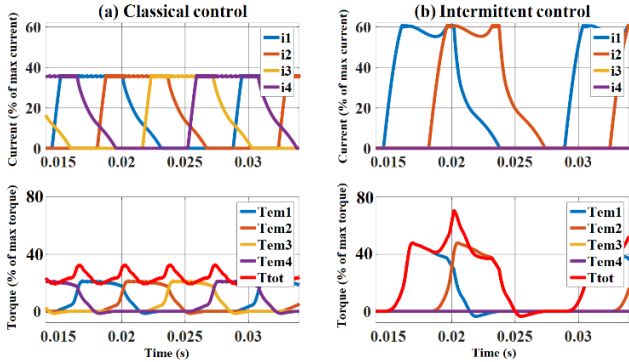 (a) Classical control
(b) Intermittent control
Current (% of max current)
60
40
20
0
i1
i2
i3
i4
0.015
0.02
0.025
0.03
Current (% of max current)
60
40
20
0
i1
i2
i3
i4
0.015
0.02
0.025
0.03
Torque (% of max torque)
80
40
0
Tem1
Tem2
Tem3
Tem4
Ttot
0.015
0.02
0.025
0.03
Time (s)
Torque (% of max torque)
80
40
0
Tem1
Tem2
Tem3
Tem4
Ttot
0.015
0.02
0.025
0.03
Time (s)